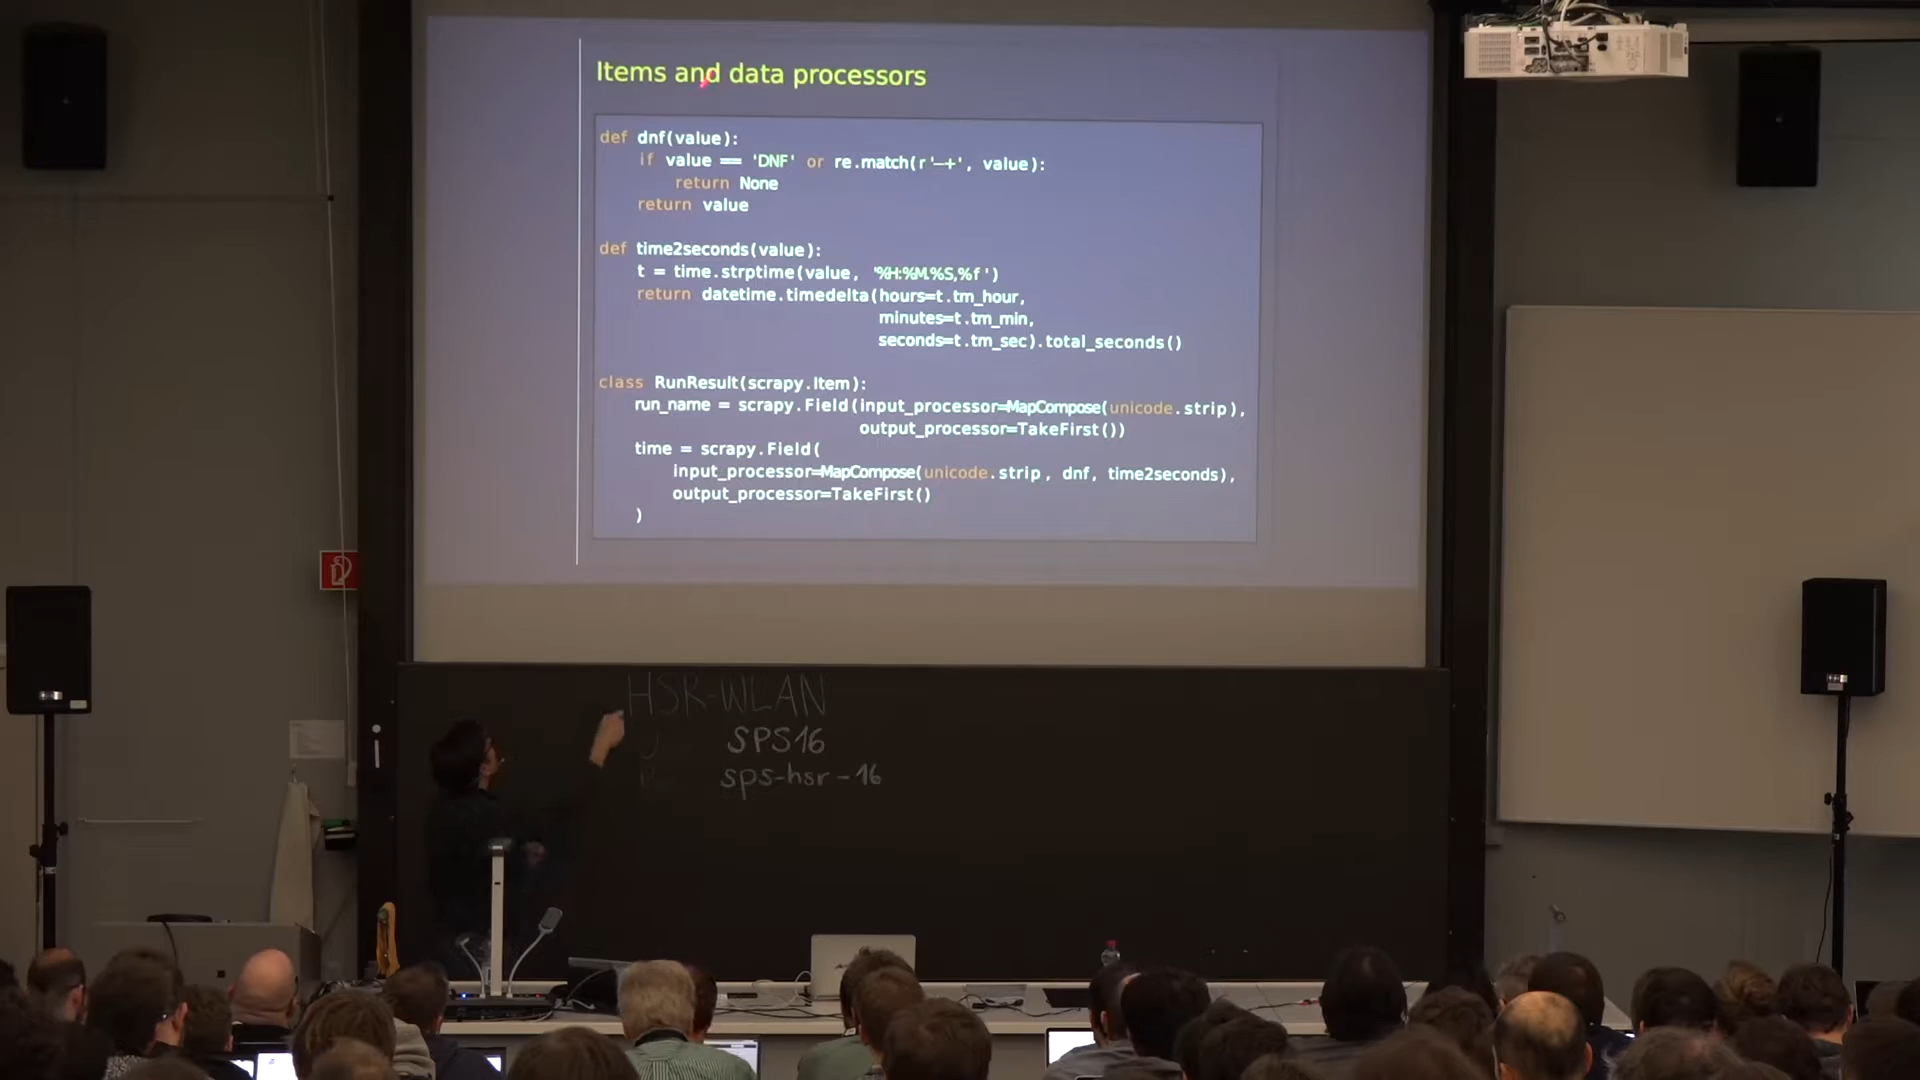 Items and data processors
def dnf(value):
if value == 'DNF' or re.match(r'-+', value):
return None
return value
def time2seconds(value):
t = time.strptime(value, '%H:%M.%S,%f')
return datetime.timedelta(hours=t.tm_hour,
minutes=t.tm_min,
seconds=t.tm_sec).total_seconds()
class RunResult(scrapy.Item):
run_name = scrapy.Field(input_processor=MapCompose(unicode.strip),
output_processor=TakeFirst())
time = scrapy.Field(
input_processor=MapCompose(unicode.strip, dnf, time2seconds),
output_processor=TakeFirst()
)
HSR-WLAN
SPS16
sps-hsr-16